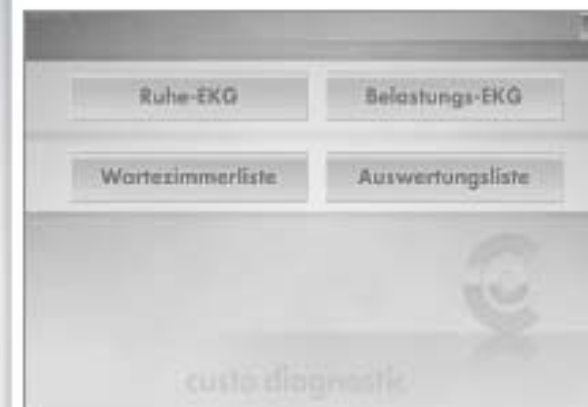 Ruhe-EKG Belastungs-EKG
Wartezimmerliste Auswertungsliste
custo diagnostic